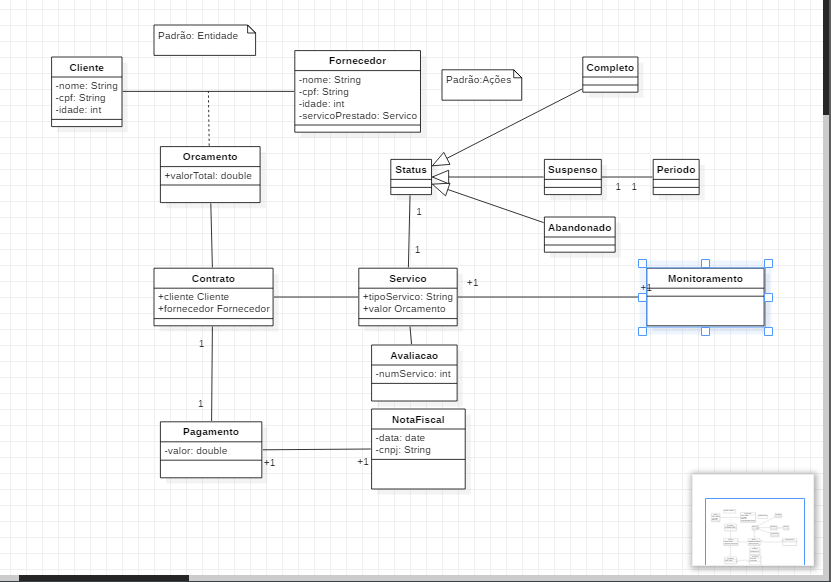 Padrão: Entidade
Cliente
-nome: String
-cpf: String
-idade: int
Fornecedor
-nome: String
-cpf: String
-idade: int
-servicoPrestado: Servico
Padrão:Ações
Completo
Orcamento
+valorTotal: double
Status
Suspenso
1
1
Periodo
Abandonado
1
1
Contrato
+cliente Cliente
+fornecedor Fornecedor
Servico
+tipoServico: String
+valor Orcamento
+1
+1
Monitoramento
1
1
Avaliacao
-numServico: int
Pagamento
-valor: double
+1
+1
NotaFiscal
-data: date
-cnpj: String